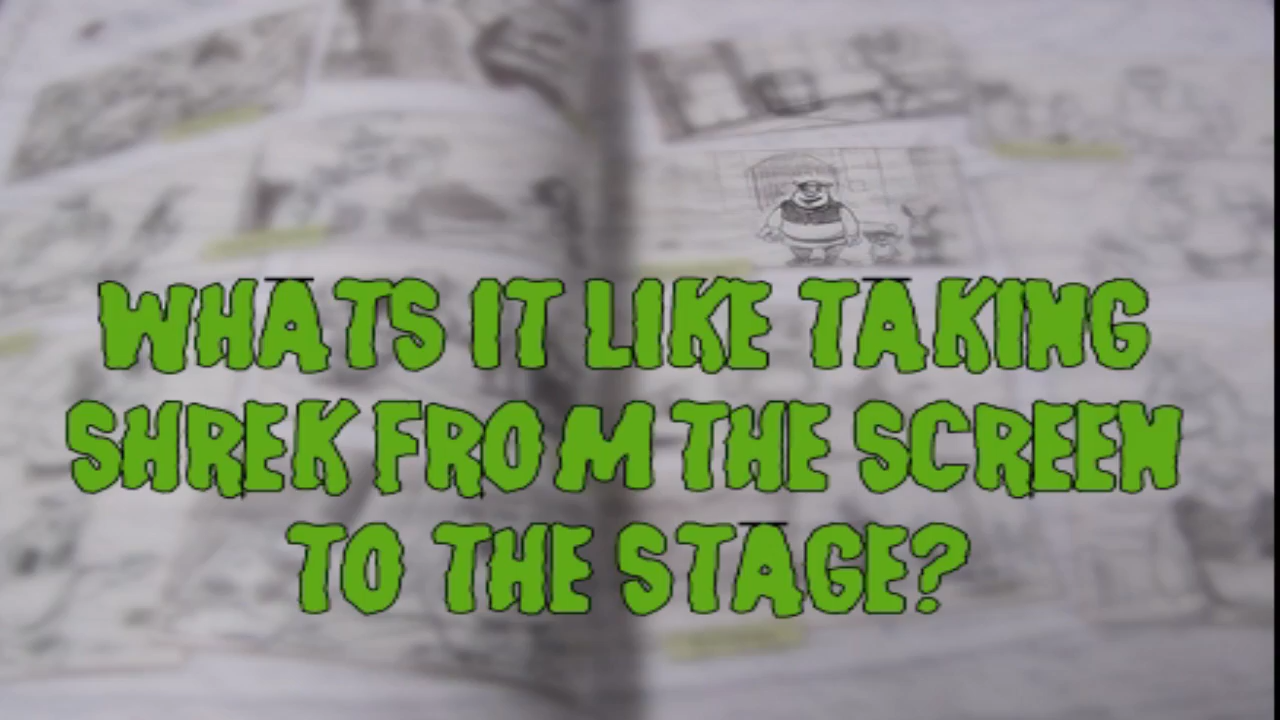 WHATS IT LIKE TAKING
SHREK FROM THE SCREEN
TO THE STAGE?